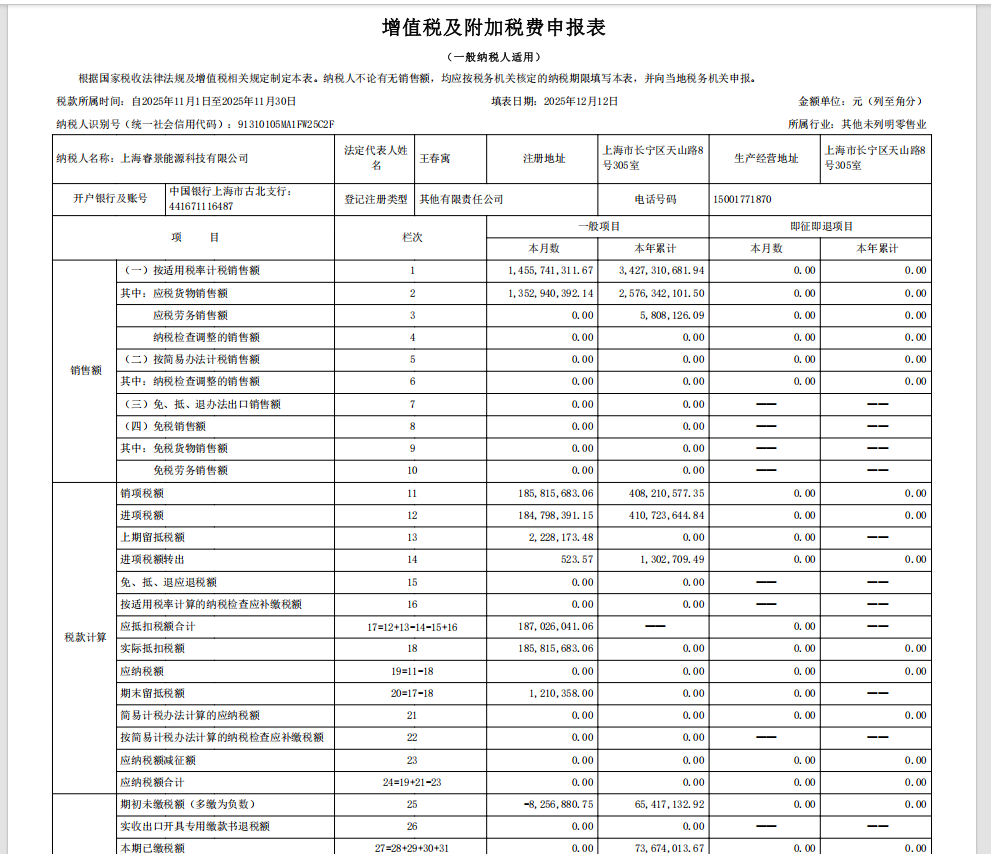 增值税及附加税费申报表
（一般纳税人适用）
根据国家税收法律法规及增值税相关规定制定本表。纳税人不论有无销售额，均应按税务机关核定的纳税期限填写本表，并向当地税务机关申报。
税款所属时间：自2025年11月1日至2025年11月30日 填表日期：2025年12月12日 金额单位：元（列至角分）
纳税人识别号（统一社会信用代码）：91310105MA1FW25C2F 所属行业：其他未列明零售业
纳税人名称：上海睿景能源科技有限公司 法定代表人姓名 王春寓 注册地址 上海市长宁区天山路8号305室 生产经营地址 上海市长宁区天山路8号305室
开户银行及账号 中国银行上海市古北支行：441671116487 登记注册类型 其他有限责任公司 电话号码 15001771870
项 目 栏次 一般项目 即征即退项目
本月数 本年累计 本月数 本年累计
销售额
（一）按适用税率计税销售额 1 1,455,741,311.67 3,427,310,681.94 0.00 0.00
其中：应税货物销售额 2 1,352,940,392.14 2,576,342,101.50 0.00 0.00
应税劳务销售额 3 0.00 5,808,126.09 0.00 0.00
纳税检查调整的销售额 4 0.00 0.00 0.00 0.00
（二）按简易办法计税销售额 5 0.00 0.00 0.00 0.00
其中：纳税检查调整的销售额 6 0.00 0.00 0.00 0.00
（三）免、抵、退办法出口销售额 7 0.00 0.00 —— ——
（四）免税销售额 8 0.00 0.00 —— ——
其中：免税货物销售额 9 0.00 0.00 —— ——
免税劳务销售额 10 0.00 0.00 —— ——
税款计算
销项税额 11 185,815,683.06 408,210,577.35 0.00 0.00
进项税额 12 184,798,391.15 410,723,644.84 0.00 0.00
上期留抵税额 13 2,228,173.48 0.00 0.00 ——
进项税额转出 14 523.57 1,302,709.49 0.00 0.00
免、抵、退应退税额 15 0.00 0.00 —— ——
按适用税率计算的纳税检查应补缴税额 16 0.00 0.00 —— ——
应抵扣税额合计 17=12+13-14-15+16 187,026,041.06 —— 0.00 ——
实际抵扣税额 18 185,815,683.06 0.00 0.00 0.00
应纳税额 19=11-18 0.00 0.00 0.00 0.00
期末留抵税额 20=17-18 1,210,358.00 0.00 0.00 ——
简易计税办法计算的应纳税额 21 0.00 0.00 0.00 0.00
按简易计税办法计算的纳税检查应补缴税额 22 0.00 0.00 —— ——
应纳税额减征额 23 0.00 0.00 0.00 0.00
应纳税额合计 24=19+21-23 0.00 0.00 0.00 0.00
期初未缴税额（多缴为负数） 25 -8,256,880.75 65,417,132.92 0.00 0.00
实收出口开具专用缴款书退税额 26 0.00 0.00 —— ——
本期已缴税额 27=28+29+30+31 0.00 73,674,013.67 0.00 0.00